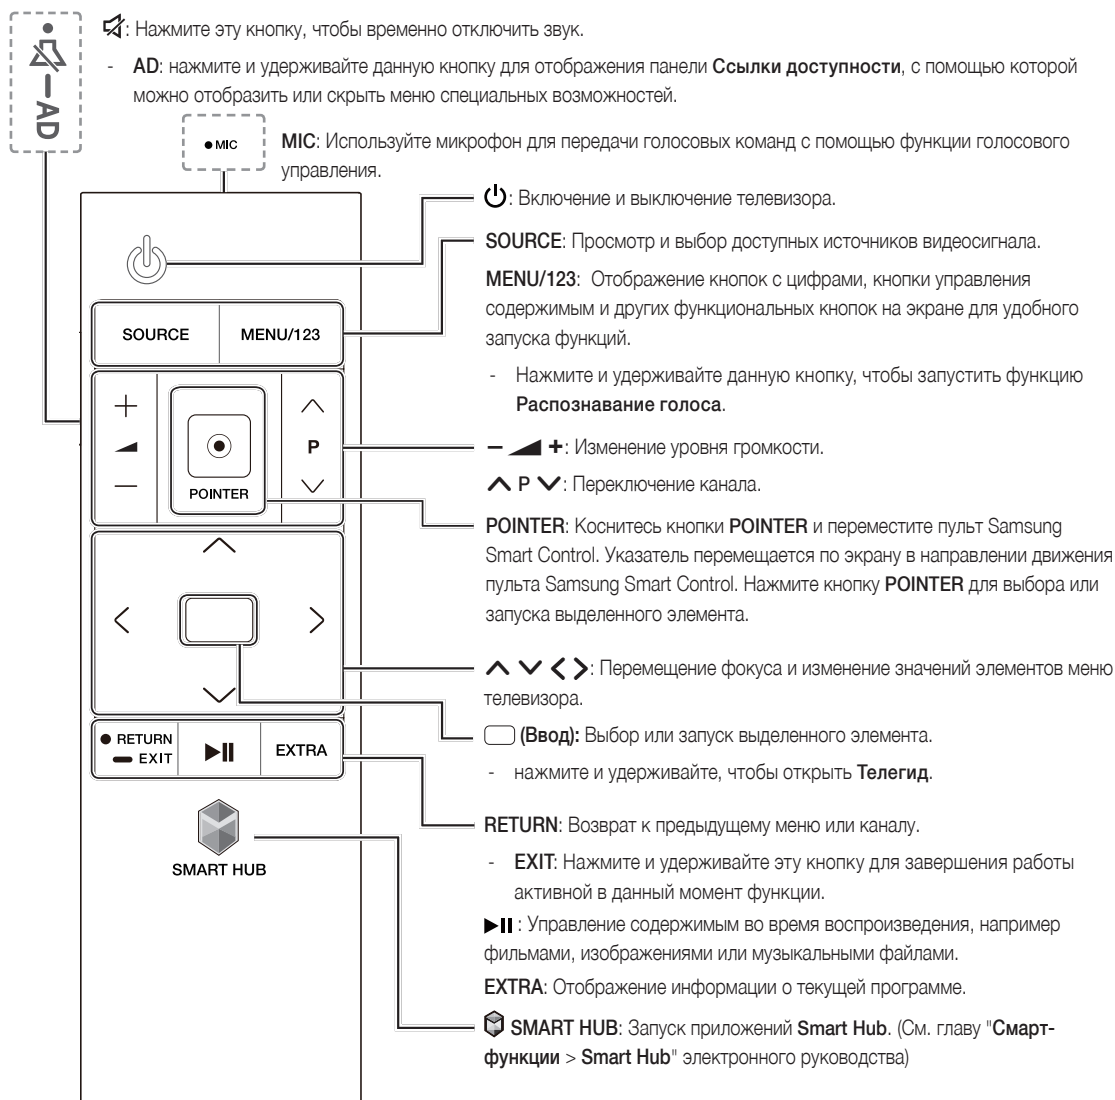 : Нажмите эту кнопку, чтобы временно отключить звук.
- AD: нажмите и удерживайте данную кнопку для отображения панели Ссылки доступности, с помощью которой
можно отобразить или скрыть меню специальных возможностей.
AD
MIC
MIC: Используйте микрофон для передачи голосовых команд с помощью функции голосового
управления.
: Включение и выключение телевизора.
SOURCE: Просмотр и выбор доступных источников видеосигнала.
MENU/123: Отображение кнопок с цифрами, кнопки управления
содержимым и других функциональных кнопок на экране для удобного
запуска функций.
- Нажмите и удерживайте данную кнопку, чтобы запустить функцию
Распознавание голоса.
SOURCE
MENU/123
P
POINTER
− +: Изменение уровня громкости.
P : Переключение канала.
POINTER: Коснитесь кнопки POINTER и переместите пульт Samsung
Smart Control. Указатель перемещается по экрану в направлении движения
пульта Samsung Smart Control. Нажмите кнопку POINTER для выбора или
запуска выделенного элемента.
: Перемещение фокуса и изменение значений элементов меню
телевизора.
(Ввод): Выбор или запуск выделенного элемента.
- нажмите и удерживайте, чтобы открыть Телегид.
RETURN
EXIT
EXTRA
SMART HUB
RETURN: Возврат к предыдущему меню или каналу.
- EXIT: Нажмите и удерживайте эту кнопку для завершения работы
активной в данный момент функции.
: Управление содержимым во время воспроизведения, например
фильмами, изображениями или музыкальными файлами.
EXTRA: Отображение информации о текущей программе.
SMART HUB: Запуск приложений Smart Hub. (См. главу "Смарт-
функции > Smart Hub" электронного руководства)